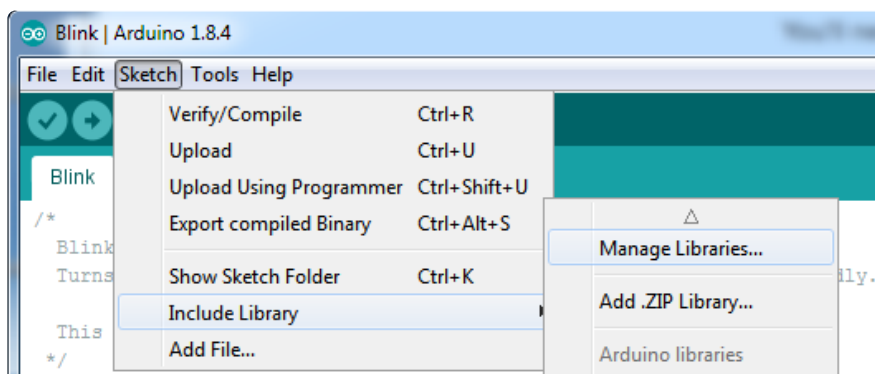 Blink | Arduino 1.8.4
File Edit Sketch Tools Help
Verify/Compile Ctrl+R
Upload Ctrl+U
Upload Using Programmer Ctrl+Shift+U
Export compiled Binary Ctrl+Alt+S
Show Sketch Folder Ctrl+K
Include Library
Add File...
Manage Libraries...
Add .ZIP Library...
Arduino libraries
Blink
/*
Blink
Turns
dly.
This
*/